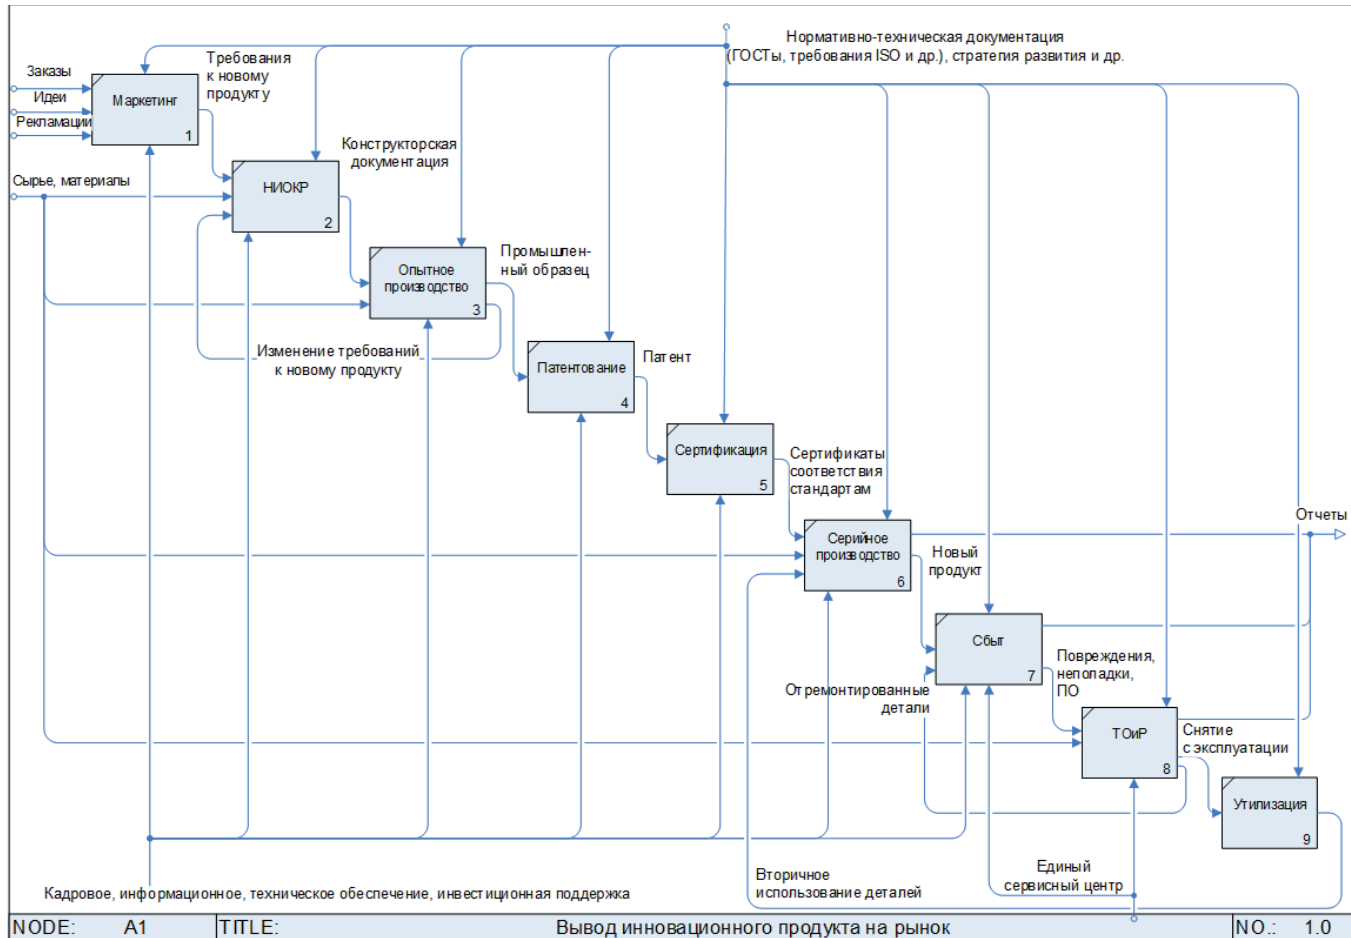 Нормативно-техническая документация
(ГОСТы, требования ISO и др.), стратегия развития и др.
Требования
к новому
продукту
Заказы
Идеи
Рекламации
Маркетинг
1
Конструкторская
документация
Сырье, материалы
НИОКР
2
Промышлен-
ный образец
Опытное
производство
3
Изменение требований
к новому продукту
Патент
Патентование
4
Сертификация
5
Сертификаты
соответствия
стандартам
Отчеты
Серийное
производство
6
Новый
продукт
Сбыт
7
Повреждения,
неполадки,
ПО
Отремонтированные
детали
ТОиР
8
Снятие
с эксплуатации
Утилизация
9
Вторичное
использование деталей
Единый
сервисный центр
Кадровое, информационное, техническое обеспечение, инвестиционная поддержка
NODE: A1 TITLE: Вывод инновационного продукта на рынок NO.: 1.0